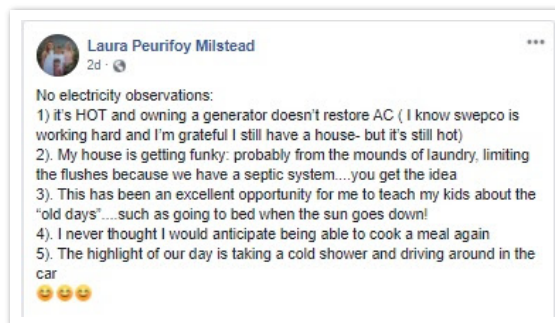 Laura Peurifoy Milstead
2d ·
No electricity observations:
1) it's HOT and owning a generator doesn't restore AC ( I know swepco is
working hard and I'm grateful I still have a house- but it's still hot)
2). My house is getting funky: probably from the mounds of laundry, limiting
the flushes because we have a septic system....you get the idea
3). This has been an excellent opportunity for me to teach my kids about the
“old days”....such as going to bed when the sun goes down!
4). I never thought I would anticipate being able to cook a meal again
5). The highlight of our day is taking a cold shower and driving around in the
car
😊😊😊